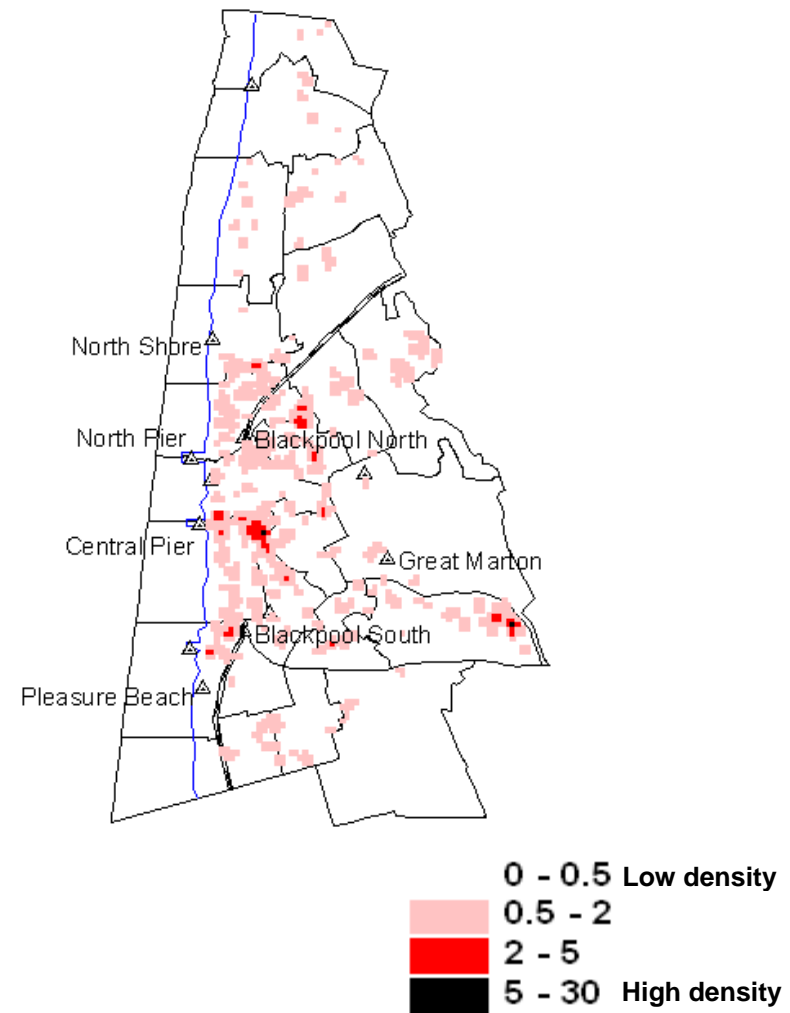 North Shore
North Pier
Blackpool North
Central Pier
Great Marton
Blackpool South
Pleasure Beach
0 - 0.5 Low density
0.5 - 2
2 - 5
5 - 30 High density